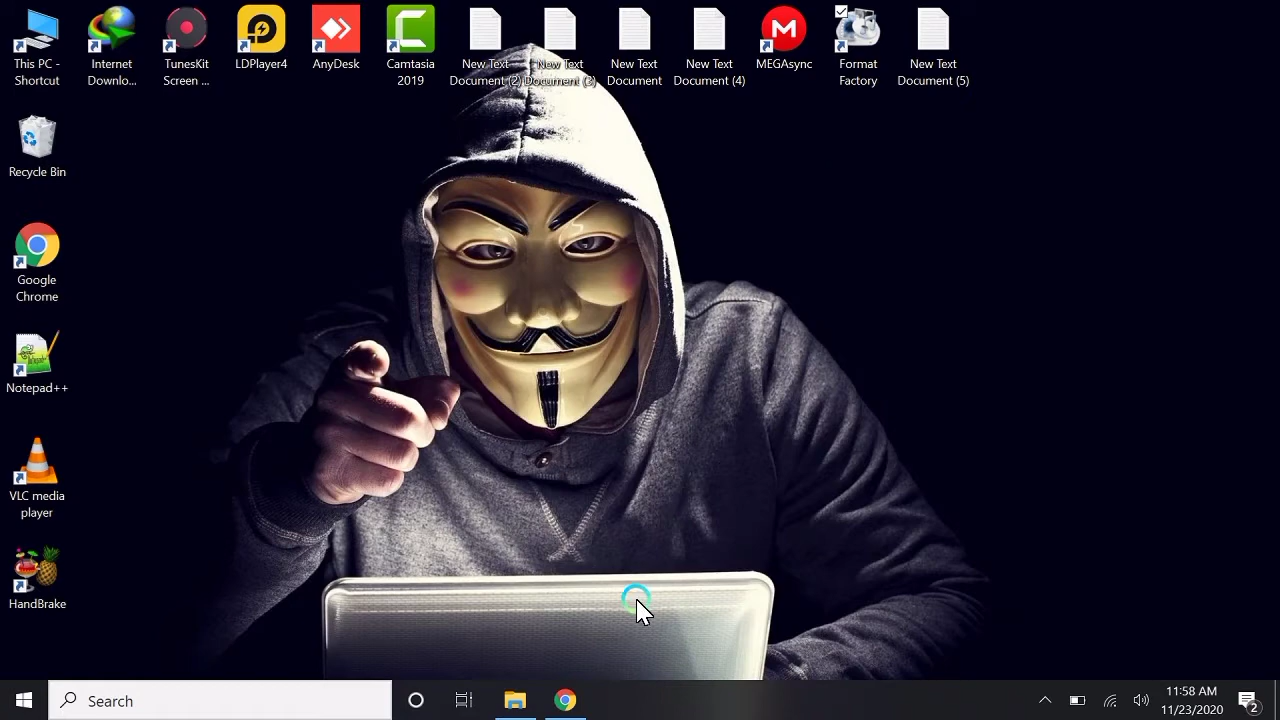 This PC -
Shortcut
Internet
Downlo...
TunesKit
Screen ...
LDPlayer4
AnyDesk
Camtasia
2019
New Text
Document (2)
New Text
Document (3)
New Text
Document
New Text
Document (4)
MEGAsync
Format
Factory
New Text
Document (5)
Recycle Bin
Google
Chrome
Notepad++
VLC media
player
HandBrake
Search
11:58 AM
11/23/2020
2